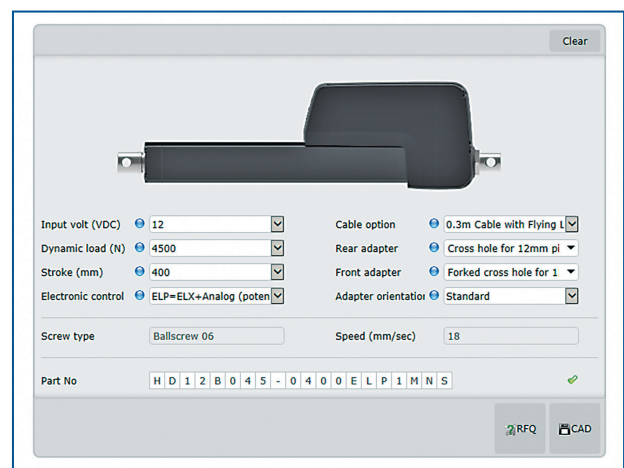 Clear
Input volt (VDC) 12 Cable option 0.3m Cable with Flying L
Dynamic load (N) 4500 Rear adapter Cross hole for 12mm pi
Stroke (mm) 400 Front adapter Forked cross hole for 1
Electronic control ELP=ELX+Analog (poten Adapter orientatio Standard
Screw type Ballscrew 06 Speed (mm/sec) 18
Part No HD12B045-0400ELP1MNS
RFQ CAD